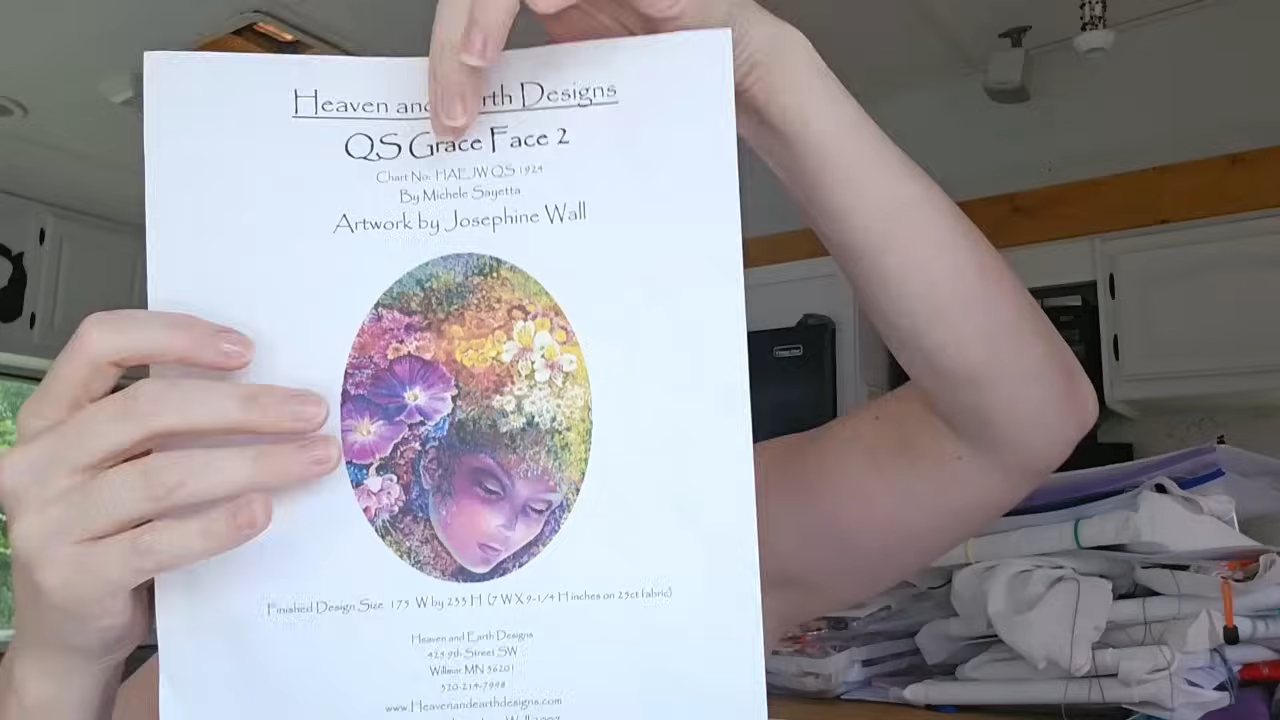 Heaven and Earth Designs
QS Grace Face 2
Chart No: HAEJWQS 1924
By Michele Sayetta
Artwork by Josephine Wall
Finished Design Size 175 W by 233 H (7 W X 9-1/4 H inches on 25ct fabric)
Heaven and Earth Designs
9th Street SW
Willmar MN 56201
www.Heavenandearthdesigns.com